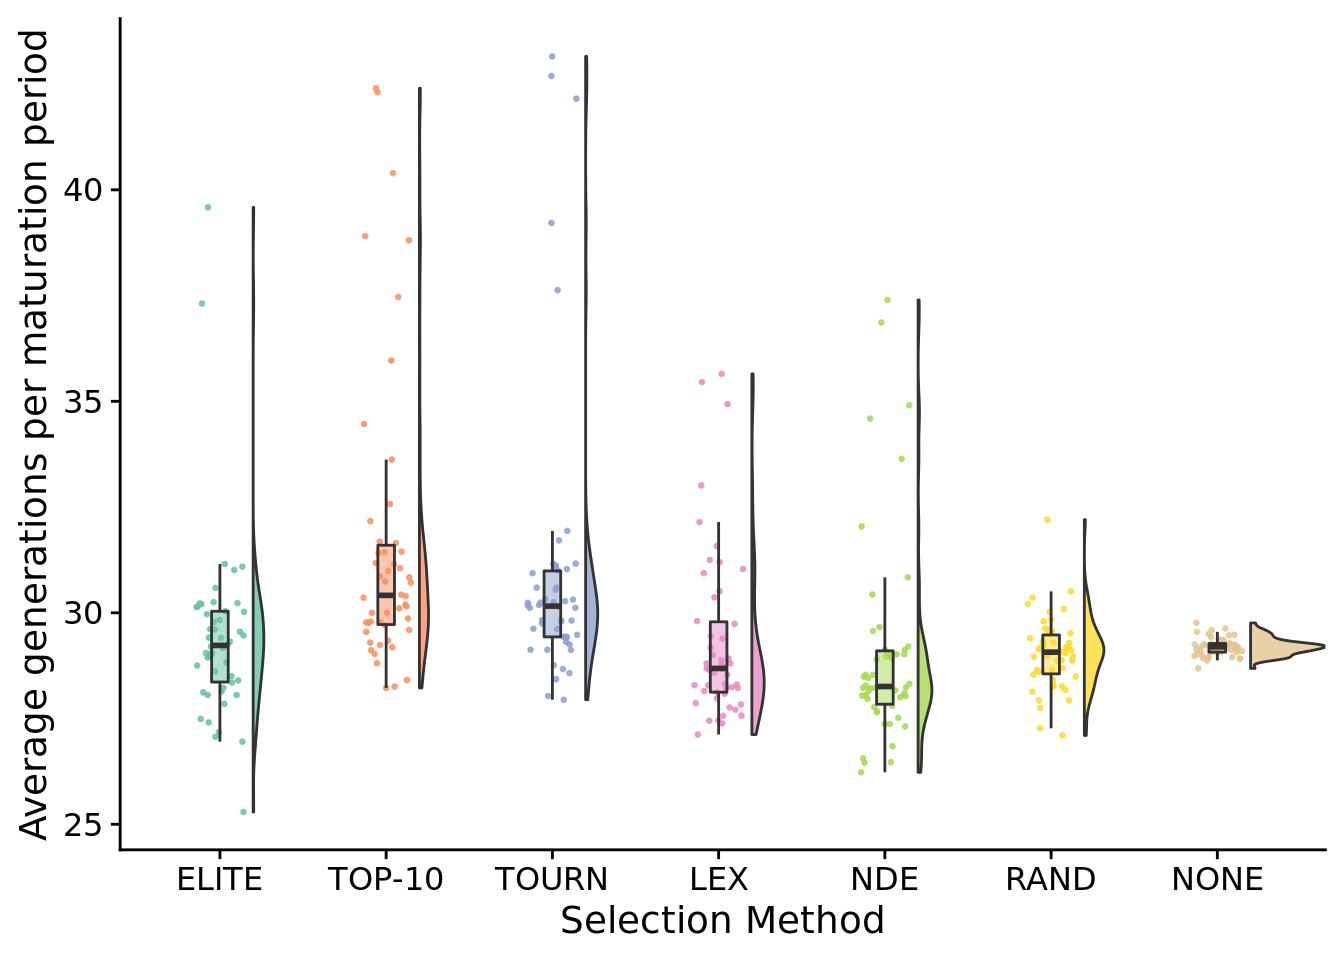 Average generations per maturation period
40
35
30
25
ELITE TOP-10 TOURN LEX NDE RAND NONE
Selection Method